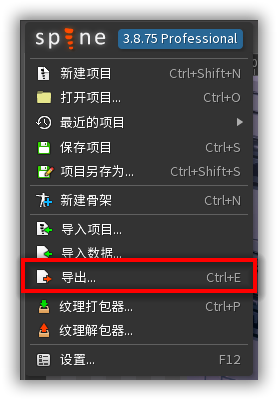 spine 3.8.75 Professional
新建项目 Ctrl+Shift+N
打开项目... Ctrl+O
最近的项目
保存项目 Ctrl+S
项目另存为... Ctrl+Shift+S
新建骨架 Ctrl+N
导入项目...
导入数据...
导出... Ctrl+E
纹理打包器... Ctrl+P
纹理解包器...
设置... F12